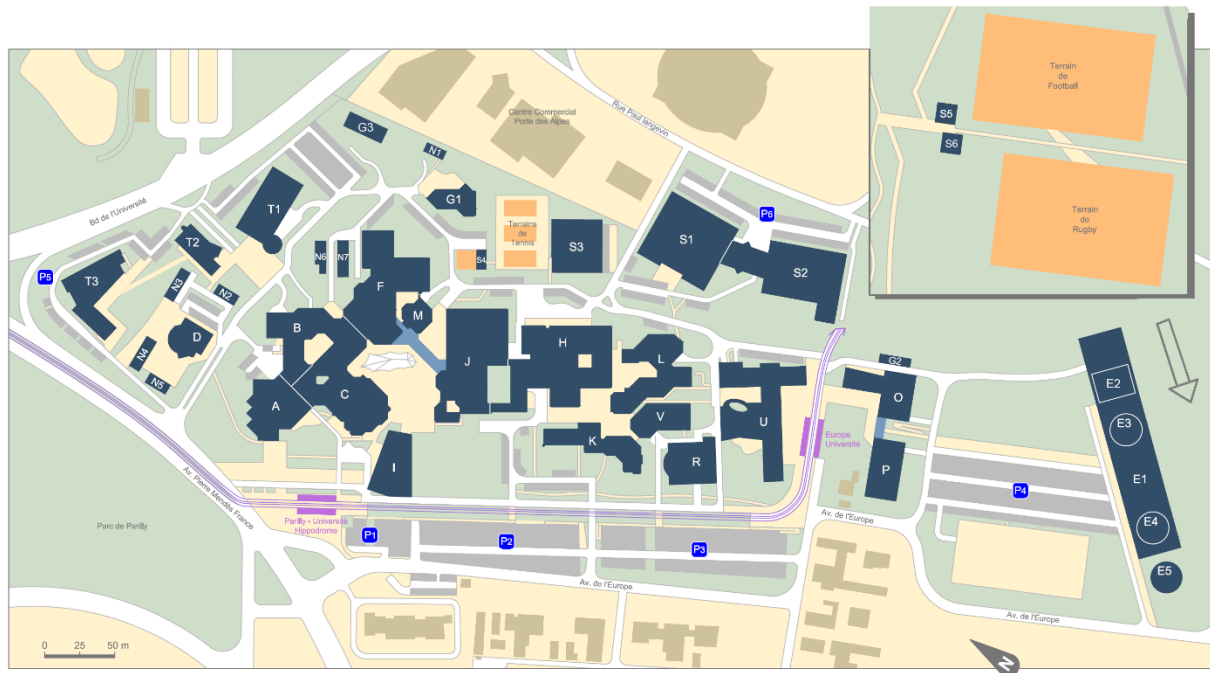 Terrain
de
Football
S5
S6
Terrain
de
Rugby
Centre Commercial
Porte des Alpes
Rue Paul langevin
G3
N1
G1
T1
Bd de l'Université
P6
Terrains
de
Tennis
S3
S1
S2
S4
T2
N6
N7
T3
P5
N3
N2
F
M
D
B
N4
N5
H
J
L
G2
E2
O
C
A
V
U
E3
K
Europe
Université
I
R
P
E1
P4
Av. Pierre Mendès France
Parilly - Université
Hippodrome
Parc de Parilly
P1
P2
P3
Av. de l'Europe
E4
E5
Av. de l'Europe
Av. de l'Europe
0 25 50 m
N